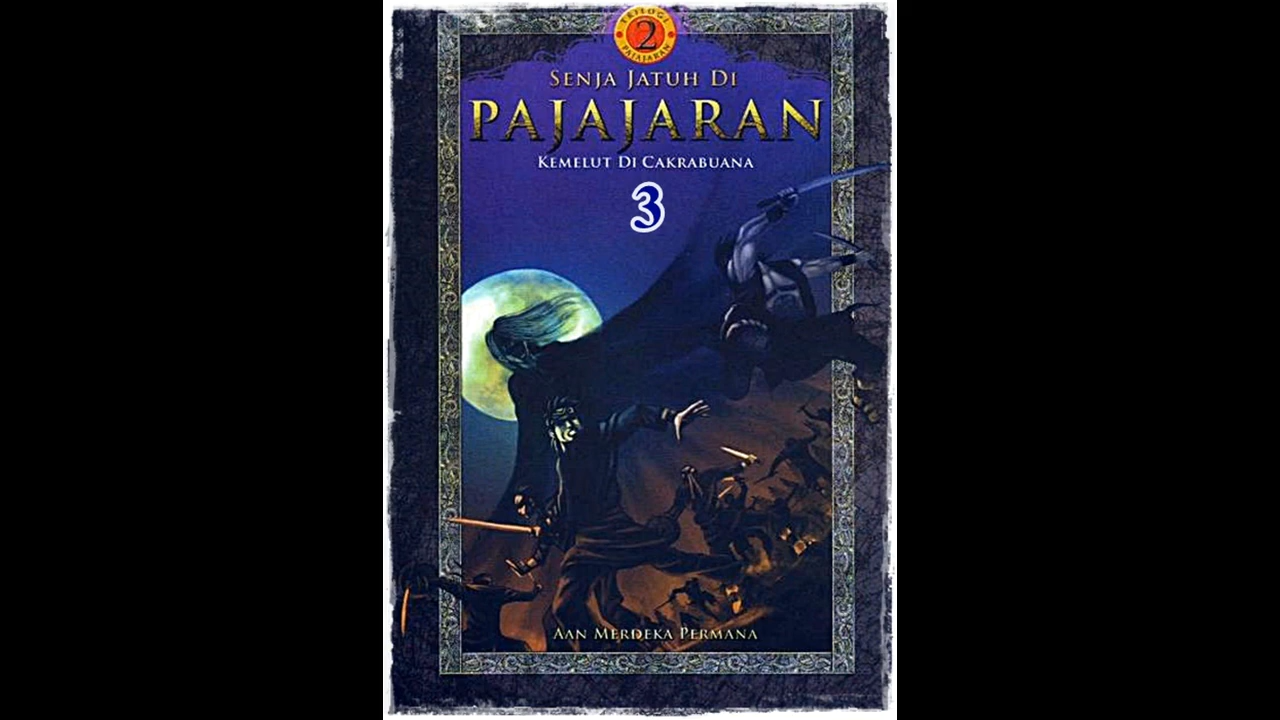 TRILOGI
2
PAJAJARAN
SENJA JATUH DI
PAJAJARAN
KEMELUT DI CAKRABUANA
3
AAN MERDEKA PERMANA